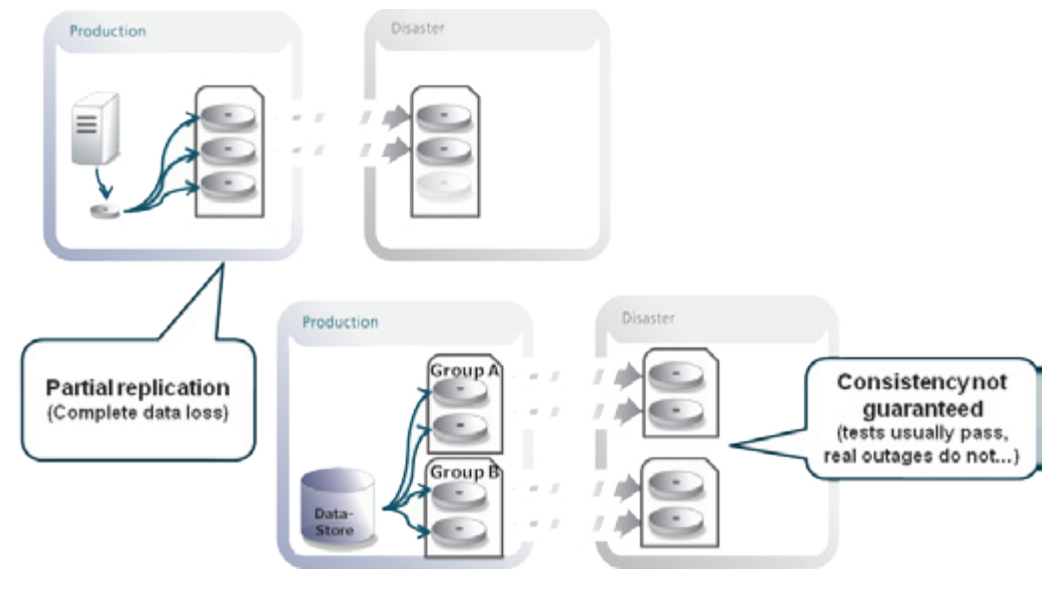 Production
Disaster
Partial replication
(Complete data loss)
Production
Disaster
Group A
Group B
Data-
Store
Consistency not
guaranteed
(tests usually pass,
real outages do not...)